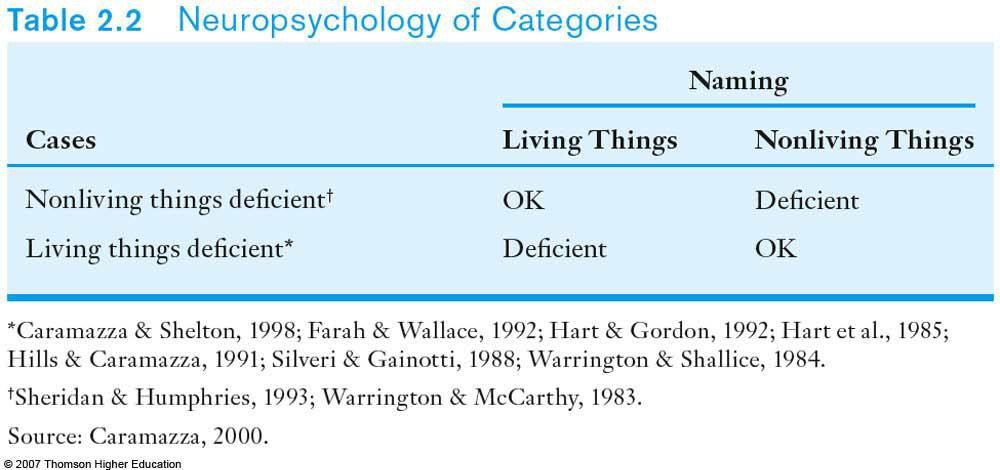 Table 2.2 Neuropsychology of Categories
Naming
Cases Living Things Nonliving Things
Nonliving things deficient† OK Deficient
Living things deficient* Deficient OK
*Caramazza & Shelton, 1998; Farah & Wallace, 1992; Hart & Gordon, 1992; Hart et al., 1985;
Hills & Caramazza, 1991; Silveri & Gainotti, 1988; Warrington & Shallice, 1984.
†Sheridan & Humphries, 1993; Warrington & McCarthy, 1983.
Source: Caramazza, 2000.
© 2007 Thomson Higher Education